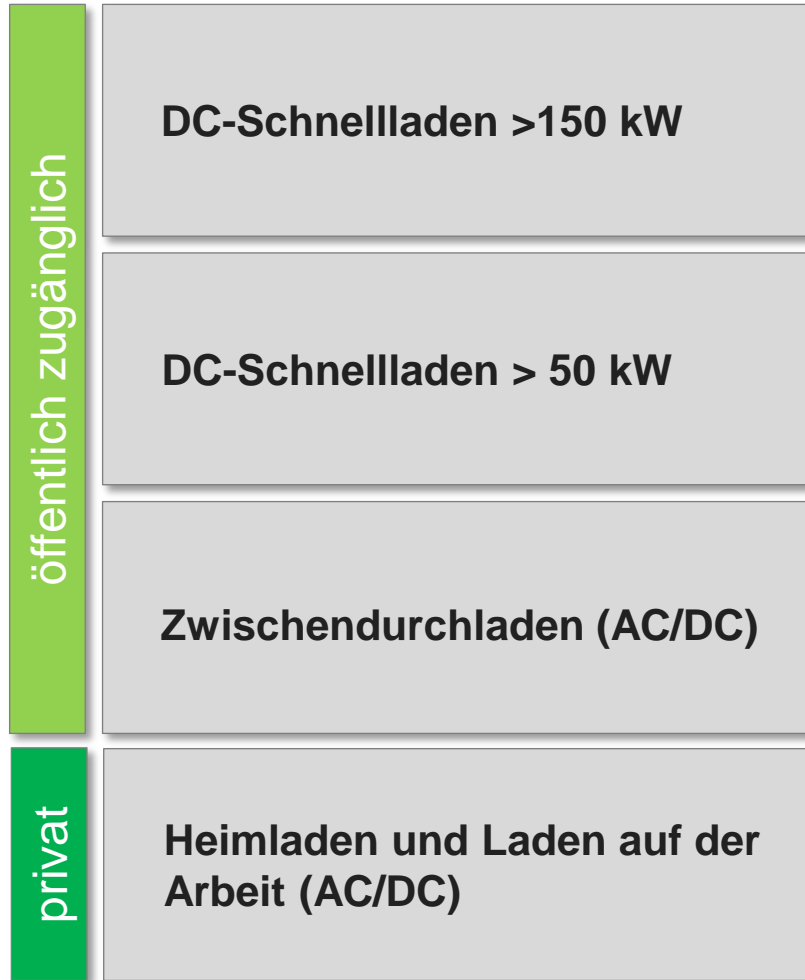 öffentlich zugänglich
DC-Schnellladen >150 kW
DC-Schnellladen > 50 kW
Zwischendurchladen (AC/DC)
privat
Heimladen und Laden auf der
Arbeit (AC/DC)